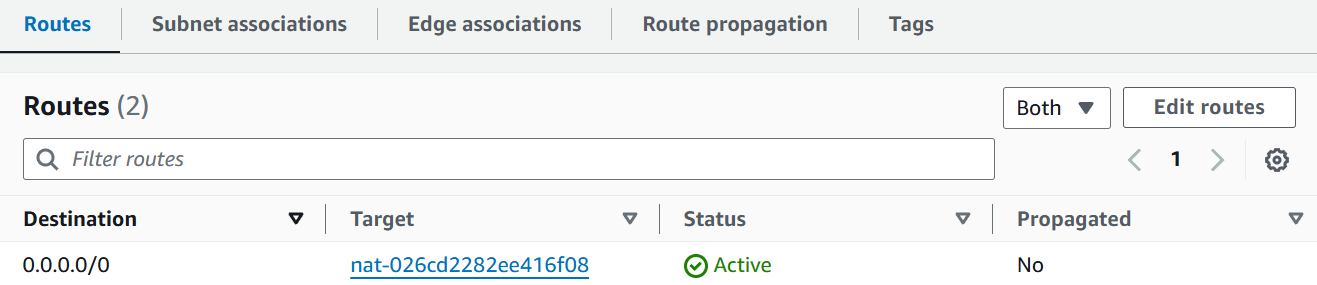 Routes Subnet associations Edge associations Route propagation Tags
Routes (2) Both Edit routes
Filter routes 1
Destination Target Status Propagated
0.0.0.0/0 nat-026cd2282ee416f08 Active No